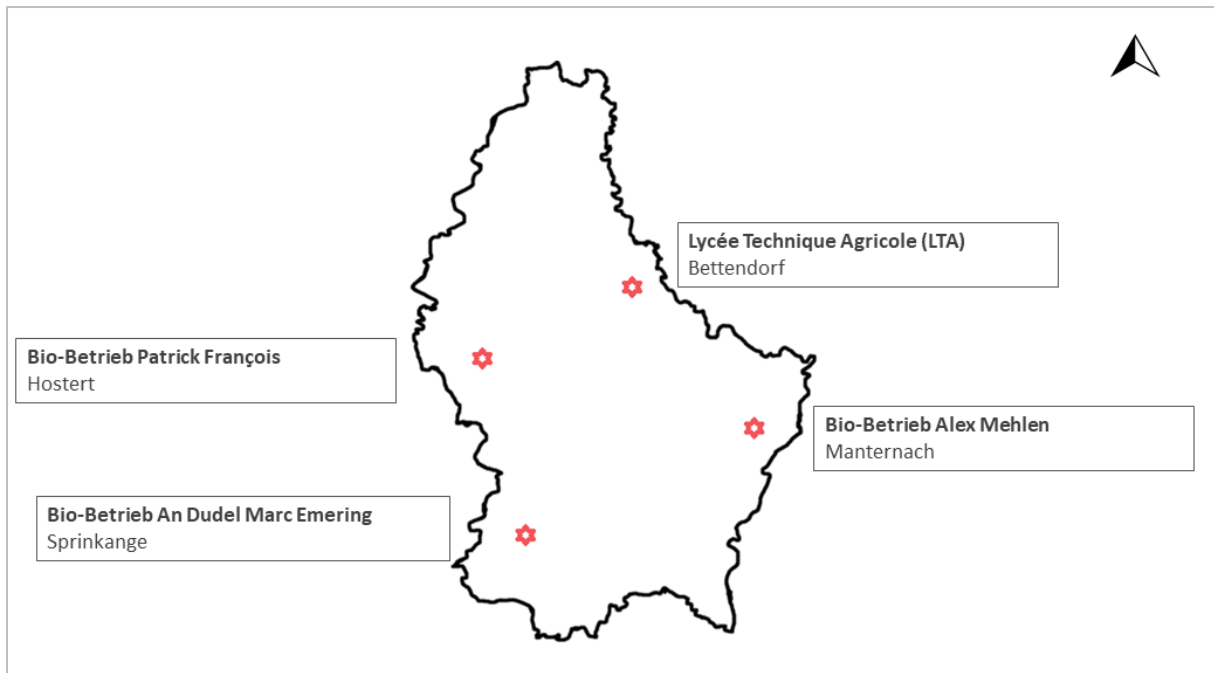 Lycée Technique Agricole (LTA)
Bettendorf
Bio-Betrieb Patrick François
Hostert
Bio-Betrieb Alex Mehlen
Manternach
Bio-Betrieb An Dudel Marc Emering
Sprinkange